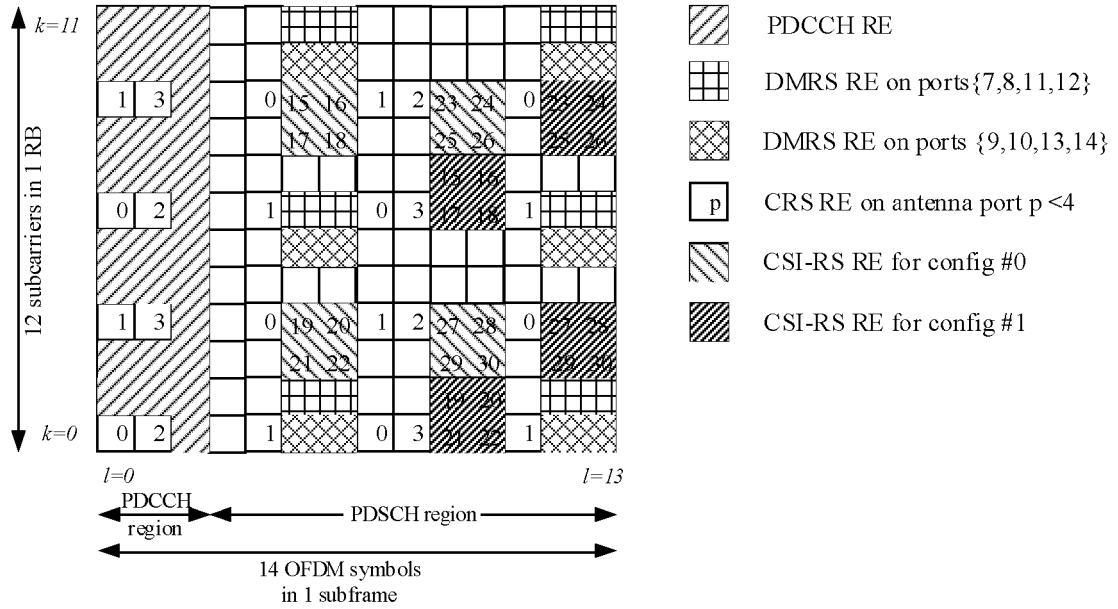 k=11
PDCCH RE
DMRS RE on ports{7,8,11,12}
1 3 0 15 16 1 2 23 24 0 23 24
17 18 25 26 25 26
DMRS RE on ports {9,10,13,14}
15 16
0 2 1 0 3 17 18 1
p CRS RE on antenna port p <4
CSI-RS RE for config #0
1 3 0 19 20 1 2 27 28 0 27 28
21 22 29 30 29 30
CSI-RS RE for config #1
19 20
0 2 1 0 3 21 22 1
k=0
12 subcarriers in 1 RB
l=0 l=13
PDCCH
region
PDSCH region
14 OFDM symbols
in 1 subframe